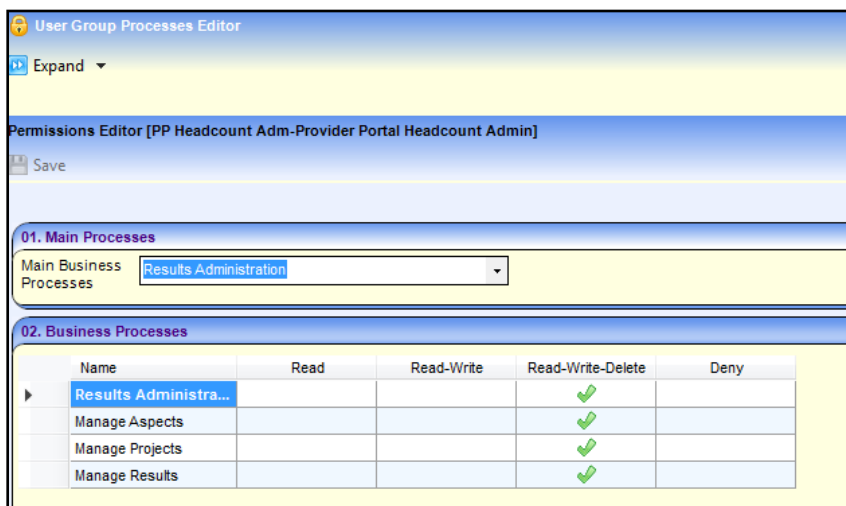 User Group Processes Editor
Expand
Permissions Editor [PP Headcount Adm-Provider Portal Headcount Admin]
Save
01. Main Processes
Main Business Processes Results Administration
02. Business Processes
Name Read Read-Write Read-Write-Delete Deny
Results Administra...
Manage Aspects
Manage Projects
Manage Results